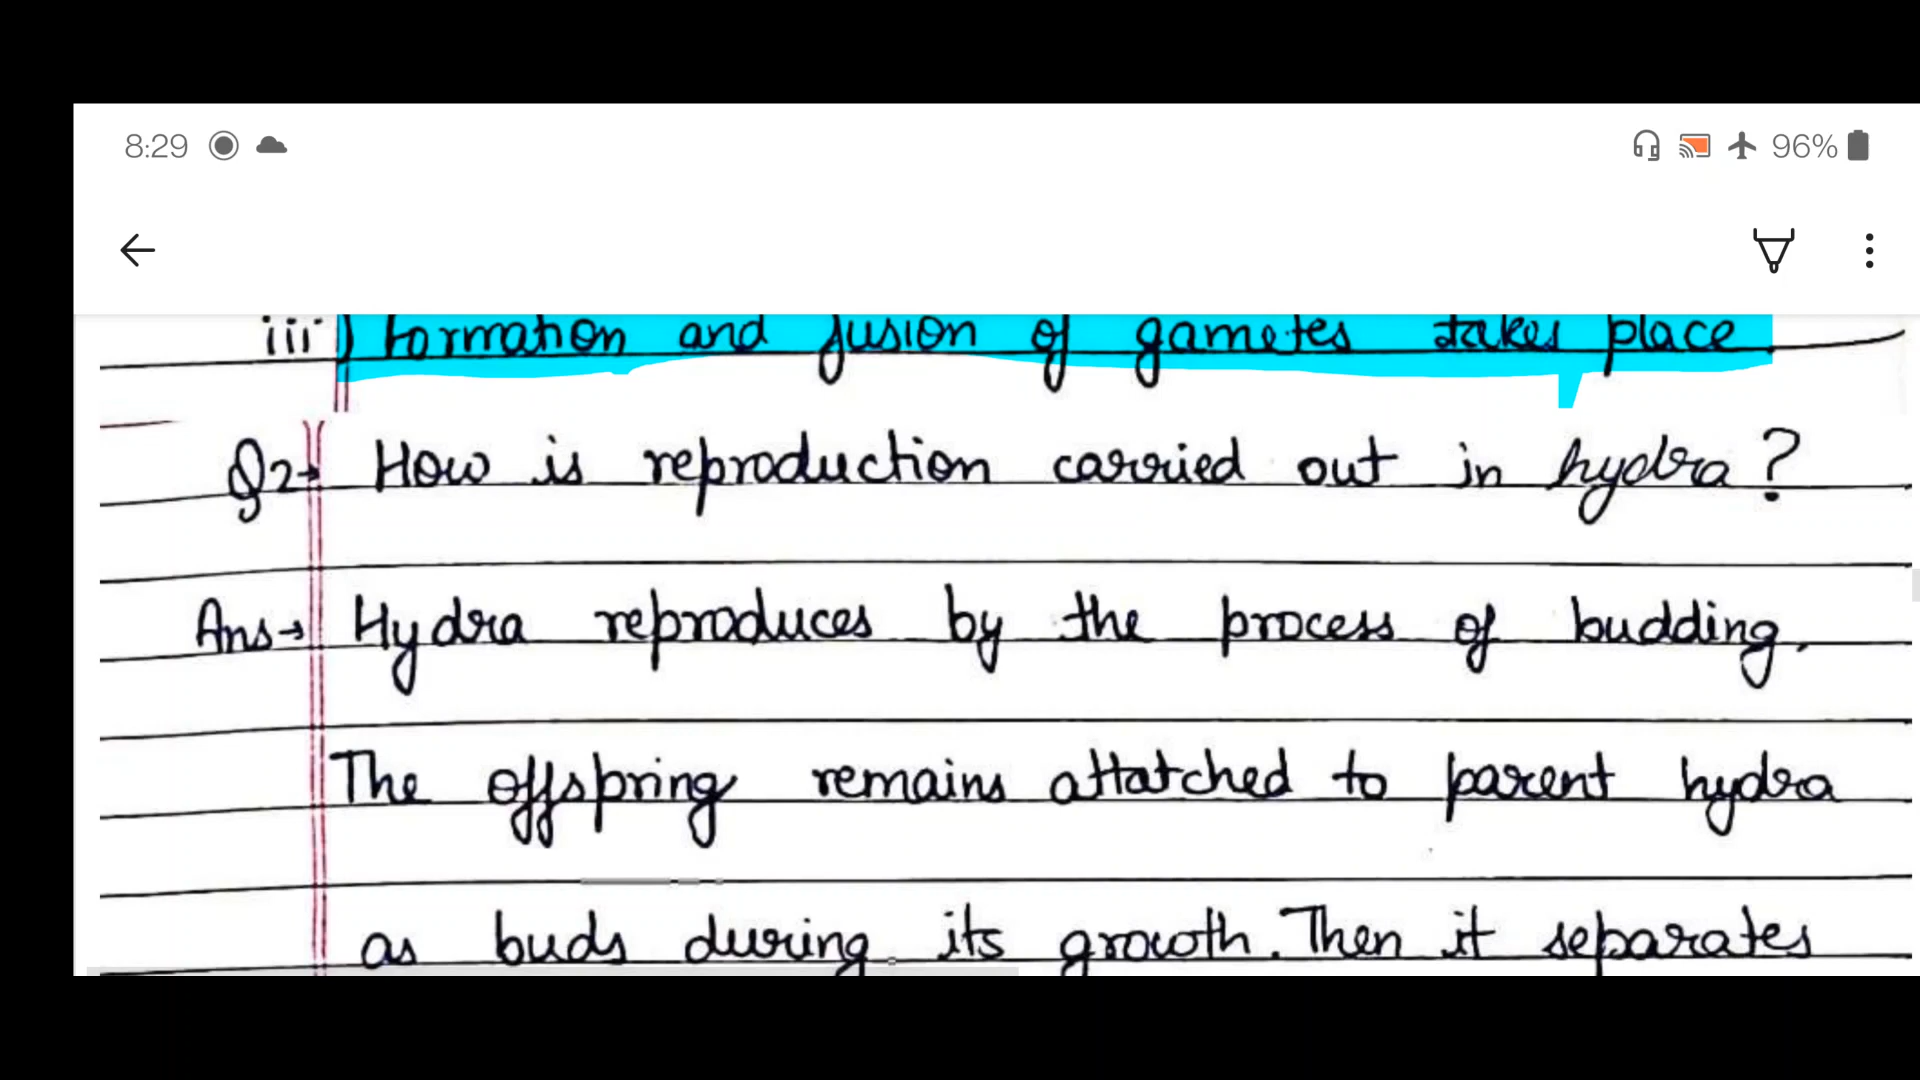 8:29 96%
iii) Formation and fusion of gametes takes place
Q2→ How is reproduction carried out in hydra?
Ans→ Hydra reproduces by the process of budding.
The offspring remains attatched to parent hydra
as buds during its growth. Then it separates